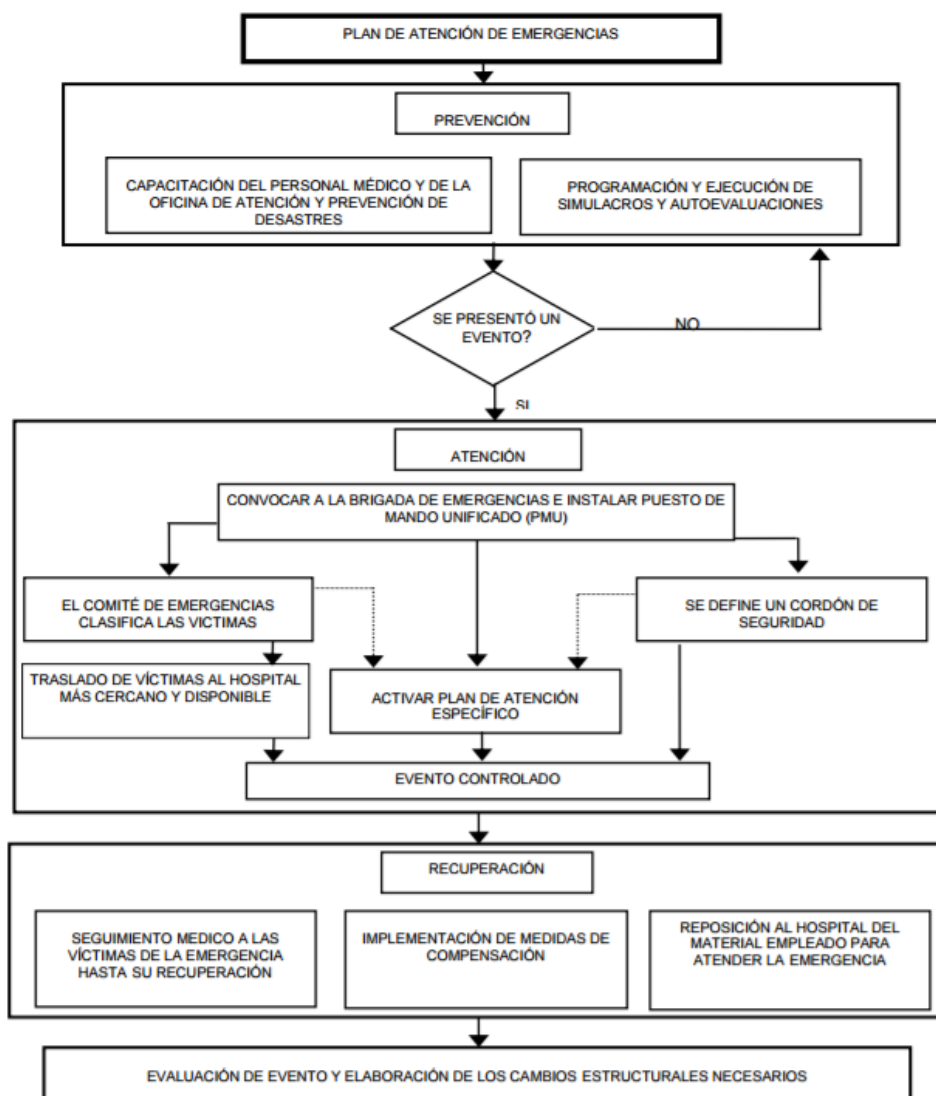 PLAN DE ATENCIÓN DE EMERGENCIAS
PREVENCIÓN
CAPACITACIÓN DEL PERSONAL MÉDICO Y DE LA
OFICINA DE ATENCIÓN Y PREVENCIÓN DE
DESASTRES
PROGRAMACIÓN Y EJECUCIÓN DE
SIMULACROS Y AUTOEVALUACIONES
SE PRESENTÓ UN
EVENTO?
NO
SI
ATENCIÓN
CONVOCAR A LA BRIGADA DE EMERGENCIAS E INSTALAR PUESTO DE
MANDO UNIFICADO (PMU)
EL COMITÉ DE EMERGENCIAS
CLASIFICA LAS VICTIMAS
SE DEFINE UN CORDÓN DE
SEGURIDAD
TRASLADO DE VÍCTIMAS AL HOSPITAL
MÁS CERCANO Y DISPONIBLE
ACTIVAR PLAN DE ATENCIÓN
ESPECÍFICO
EVENTO CONTROLADO
RECUPERACIÓN
SEGUIMIENTO MEDICO A LAS
VÍCTIMAS DE LA EMERGENCIA
HASTA SU RECUPERACIÓN
IMPLEMENTACIÓN DE MEDIDAS DE
COMPENSACIÓN
REPOSICIÓN AL HOSPITAL DEL
MATERIAL EMPLEADO PARA
ATENDER LA EMERGENCIA
EVALUACIÓN DE EVENTO Y ELABORACIÓN DE LOS CAMBIOS ESTRUCTURALES NECESARIOS